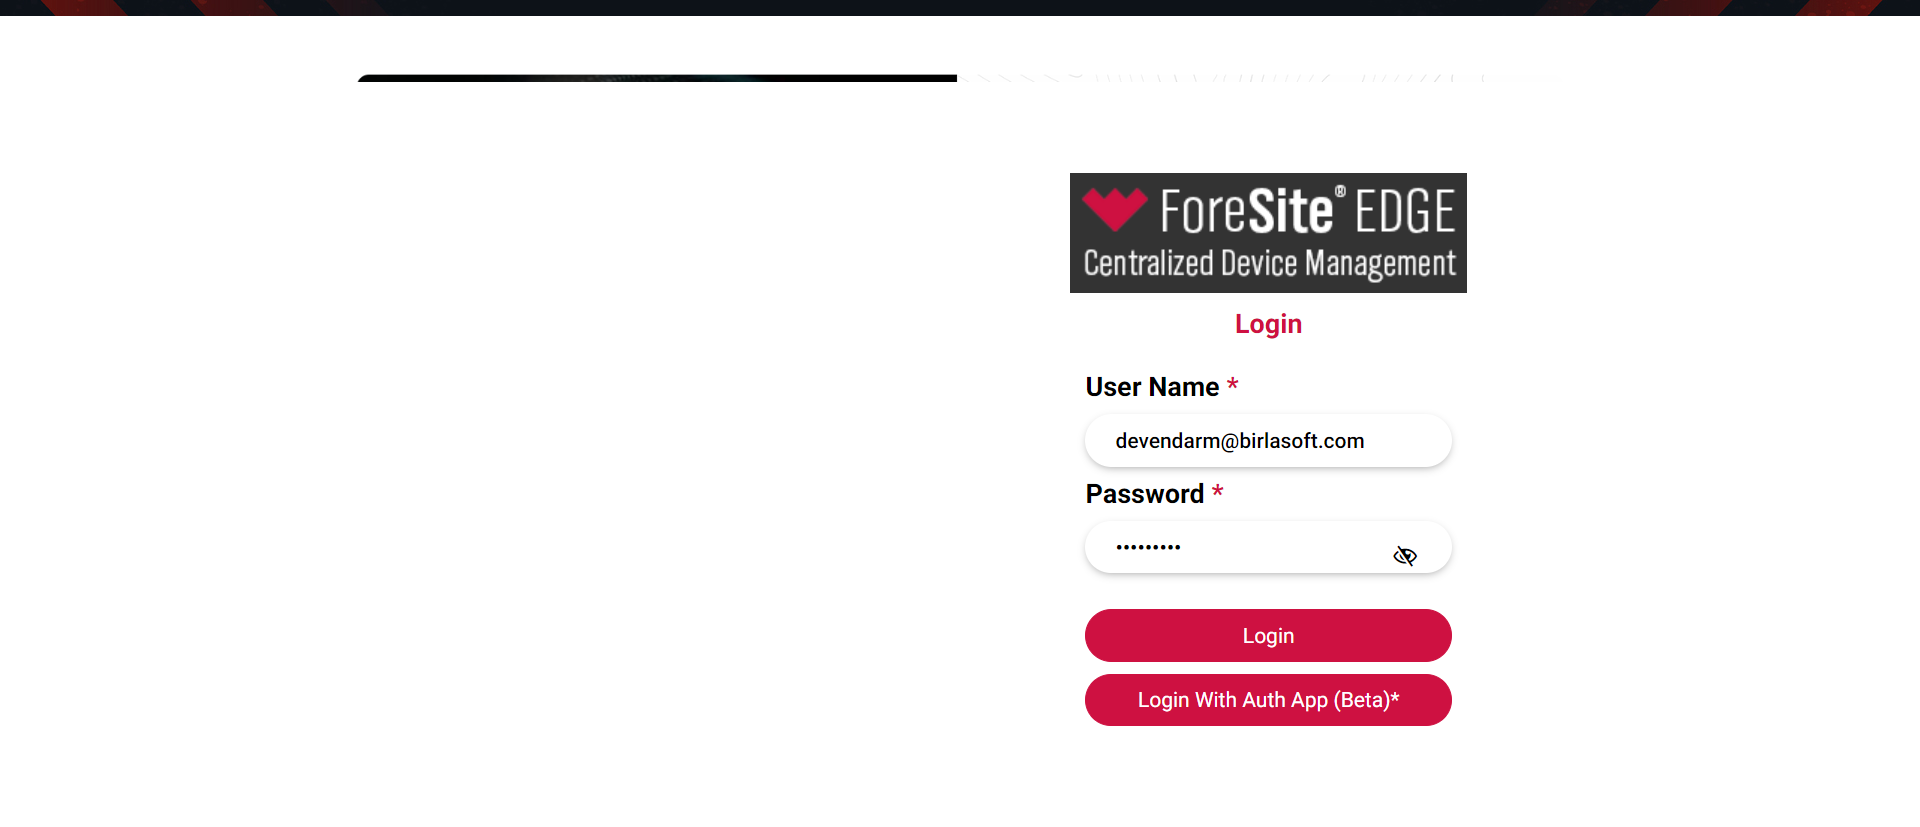 ForeSite® EDGE
Centralized Device Management
Login
User Name *
devendarm@birlasoft.com
Password *
•••••••••
Login
Login With Auth App (Beta)*